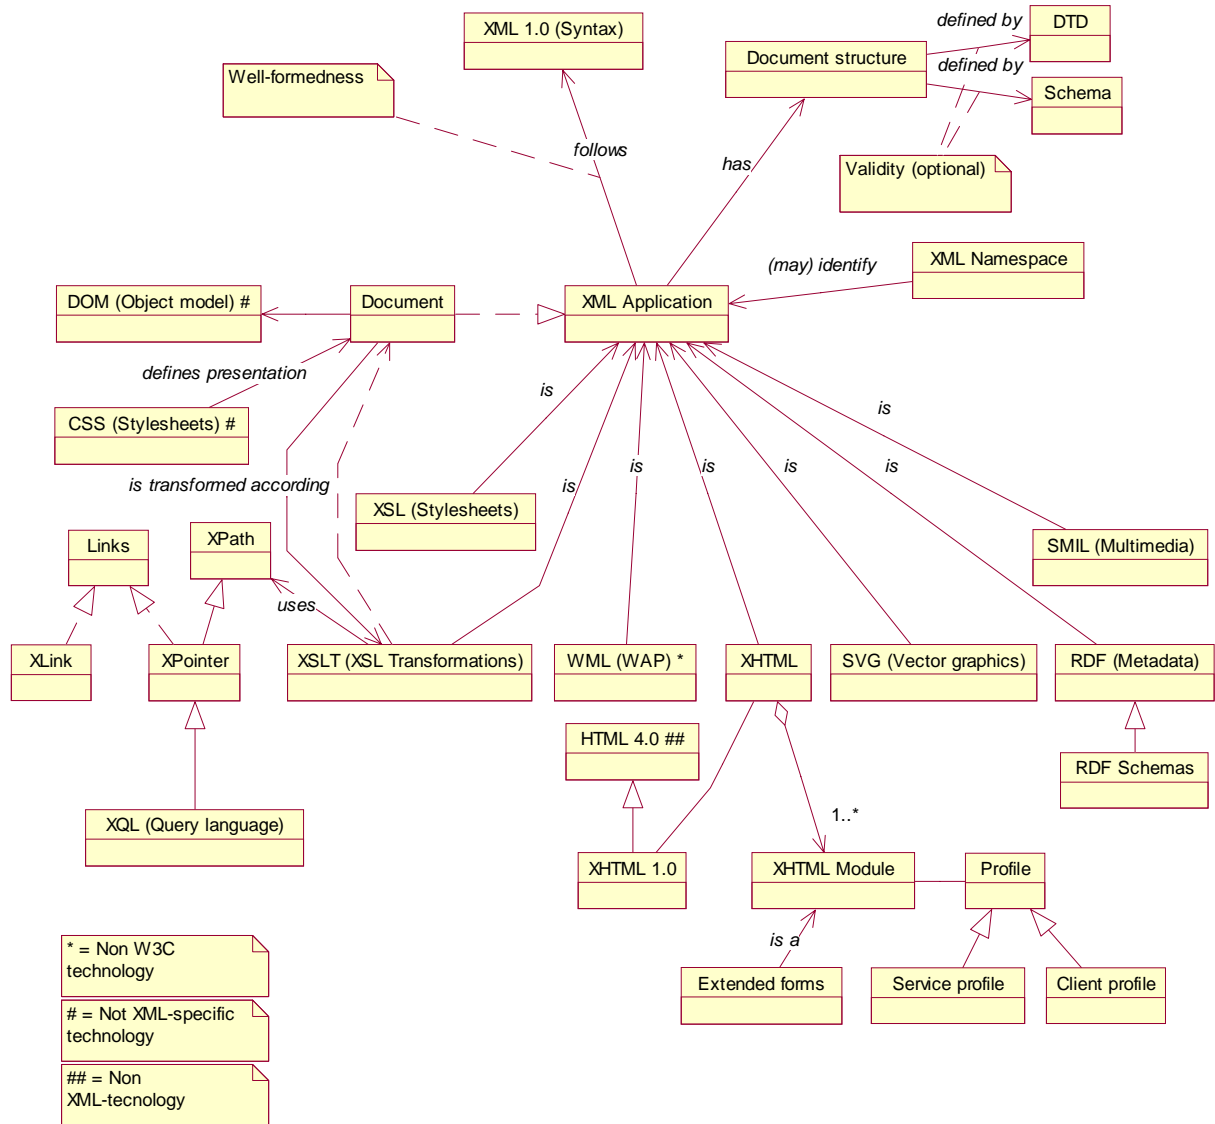 XML 1.0 (Syntax)
defined by
DTD
Document structure
defined by
Well-formedness
Schema
follows
has
Validity (optional)
(may) identify
XML Namespace
DOM (Object model) #
Document
XML Application
defines presentation
CSS (Stylesheets) #
is
is
is transformed according
is
is
is
is
is
XSL (Stylesheets)
Links
XPath
SMIL (Multimedia)
uses
XLink
XPointer
XSLT (XSL Transformations)
WML (WAP) *
XHTML
SVG (Vector graphics)
RDF (Metadata)
HTML 4.0 ##
RDF Schemas
XQL (Query language)
1..*
XHTML 1.0
XHTML Module
Profile
is a
Extended forms
Service profile
Client profile
* = Non W3C
technology
# = Not XML-specific
technology
## = Non
XML-tecnology